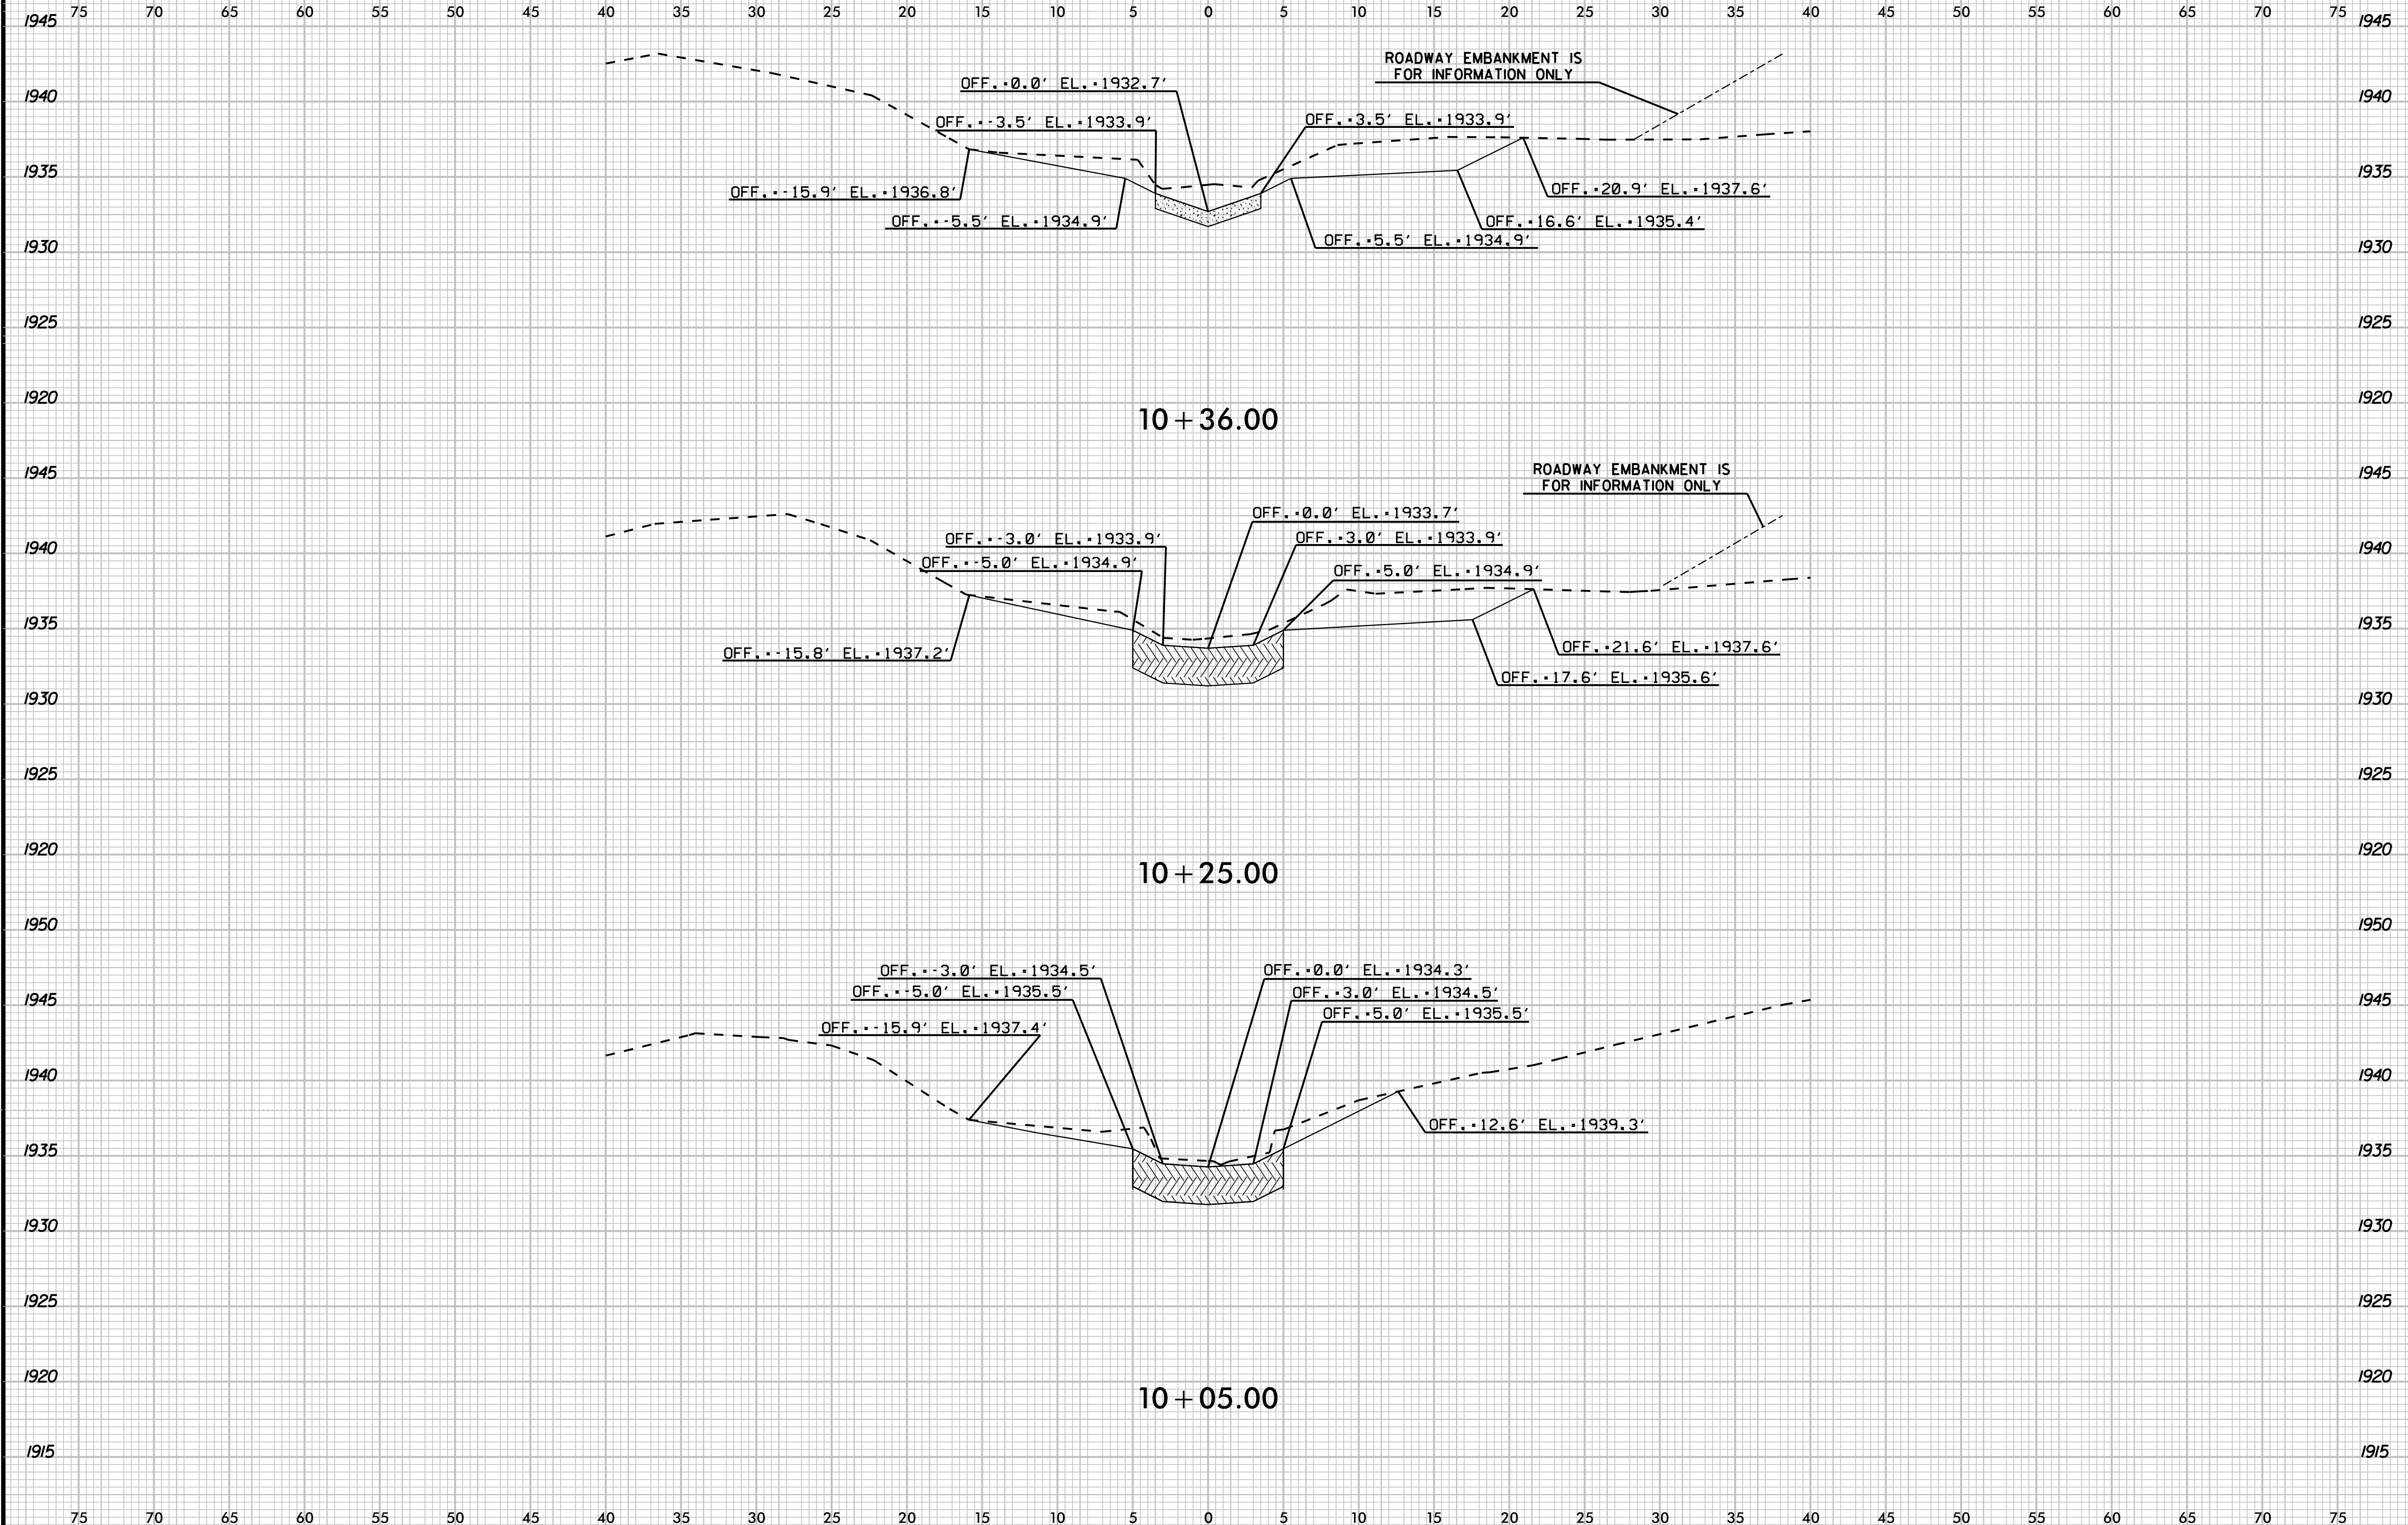 75 70 65 60 55 50 45 40 35 30 25 20 15 10 5 0 5 10 15 20 25 30 35 40 45 50 55 60 65 70 75
1945 1945
ROADWAY EMBANKMENT IS
FOR INFORMATION ONLY
OFF.=0.0' EL.=1932.7'
1940 1940
OFF.=-3.5' EL.=1933.9' OFF.=3.5' EL.=1933.9'
1935 1935
OFF.=-15.9' EL.=1936.8' OFF.=20.9' EL.=1937.6'
OFF.=-5.5' EL.=1934.9' OFF.=16.6' EL.=1935.4'
OFF.=5.5' EL.=1934.9'
1930 1930
1925 1925
1920 1920
10+36.00
1945 1945
ROADWAY EMBANKMENT IS
FOR INFORMATION ONLY
OFF.=0.0' EL.=1933.7'
OFF.=-3.0' EL.=1933.9' OFF.=3.0' EL.=1933.9'
1940 1940
OFF.=-5.0' EL.=1934.9' OFF.=5.0' EL.=1934.9'
1935 1935
OFF.=-15.8' EL.=1937.2' OFF.=21.6' EL.=1937.6'
OFF.=17.6' EL.=1935.6'
1930 1930
1925 1925
1920 1920
10+25.00
1950 1950
OFF.=-3.0' EL.=1934.5' OFF.=0.0' EL.=1934.3'
OFF.=-5.0' EL.=1935.5' OFF.=3.0' EL.=1934.5'
1945 1945
OFF.=5.0' EL.=1935.5'
OFF.=-15.9' EL.=1937.4'
1940 1940
OFF.=12.6' EL.=1939.3'
1935 1935
1930 1930
1925 1925
1920 1920
10+05.00
1915 1915
75 70 65 60 55 50 45 40 35 30 25 20 15 10 5 0 5 10 15 20 25 30 35 40 45 50 55 60 65 70 75